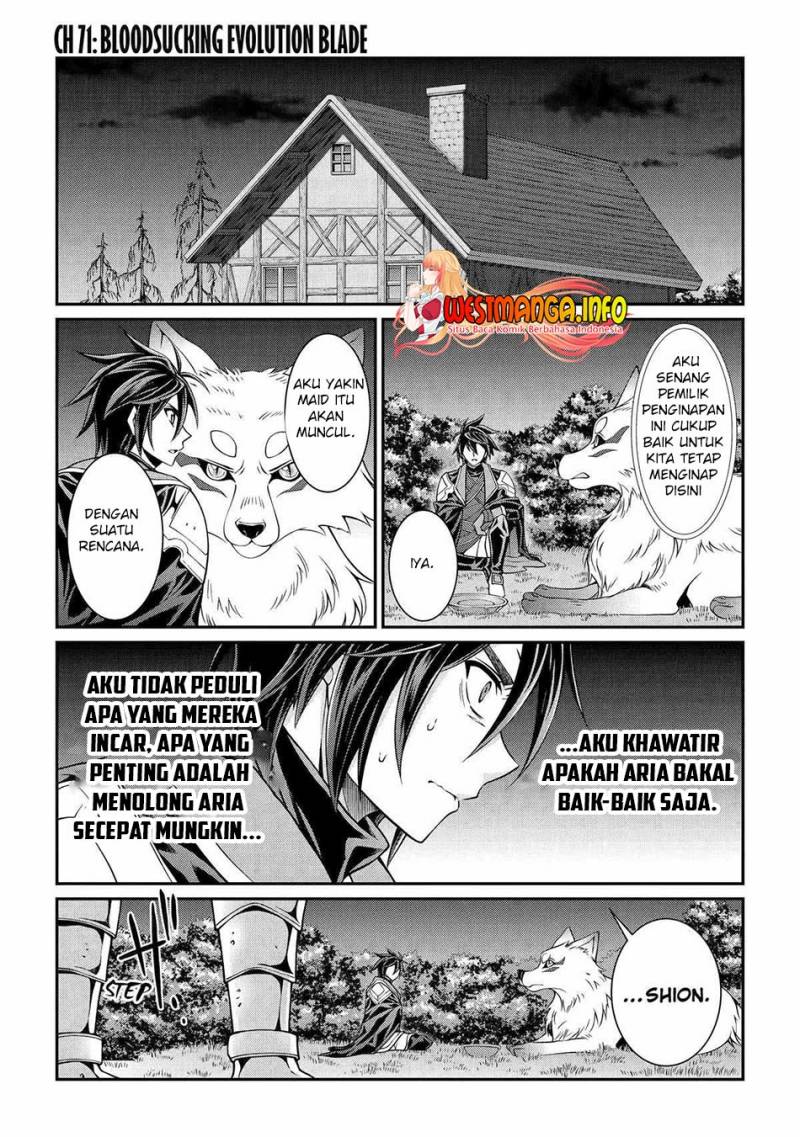 CH 71: BLOODSUCKING EVOLUTION BLADE
WESTMANGA.INFO
Situs Baca Komik Berbahasa Indonesia
AKU
SENANG
PEMILIK
PENGINAPAN
INI CUKUP
BAIK UNTUK
KITA TETAP
MENGINAP
DISINI
IYA.
AKU YAKIN
MAID ITU
AKAN
MUNCUL.
DENGAN
SUATU
RENCANA.
...AKU KHAWATIR
APAKAH ARIA BAKAL
BAIK-BAIK SAJA.
AKU TIDAK PEDULI
APA YANG MEREKA
INCAR, APA YANG
PENTING ADALAH
MENOLONG ARIA
SECEPAT MUNGKIN...
...SHION.
STEP